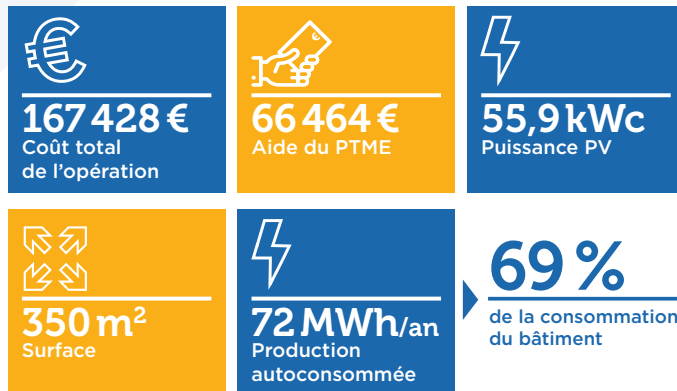 167 428 €
Coût total
de l’opération
66 464 €
Aide du PTME
55,9 kWc
Puissance PV
350 m²
Surface
72 MWh/an
Production
autoconsommée
69 %
de la consommation
du bâtiment